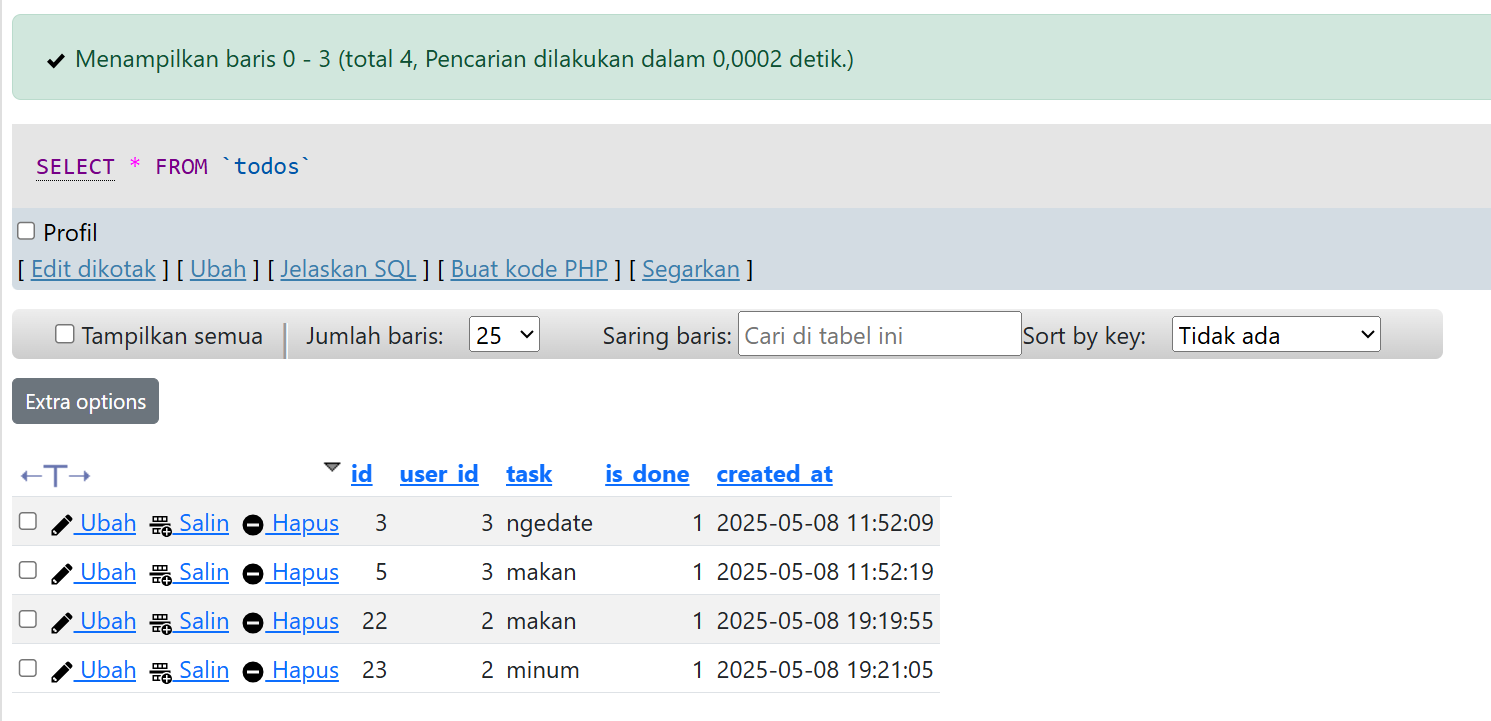 Menampilkan baris 0 - 3 (total 4, Pencarian dilakukan dalam 0,0002 detik.)
SELECT * FROM `todos`
Profil
[ Edit dikotak ] [ Ubah ] [ Jelaskan SQL ] [ Buat kode PHP ] [ Segarkan ]
Tampilkan semua Jumlah baris: 25 Saring baris: Cari di tabel ini Sort by key: Tidak ada
Extra options
←T→ id user_id task is_done created_at
Ubah Salin Hapus 3 3 ngedate 1 2025-05-08 11:52:09
Ubah Salin Hapus 5 3 makan 1 2025-05-08 11:52:19
Ubah Salin Hapus 22 2 makan 1 2025-05-08 19:19:55
Ubah Salin Hapus 23 2 minum 1 2025-05-08 19:21:05